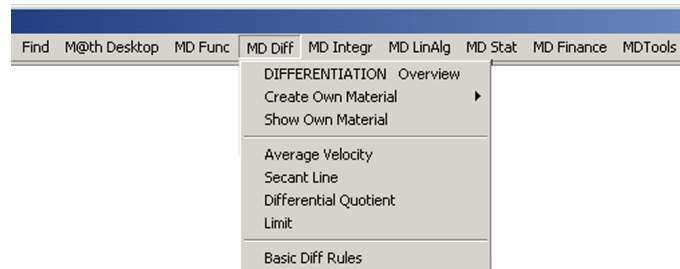 Find M@th Desktop MD Func MD Diff MD Integr MD LinAlg MD Stat MD Finance MDTools
DIFFERENTIATION Overview
Create Own Material
Show Own Material
Average Velocity
Secant Line
Differential Quotient
Limit
Basic Diff Rules